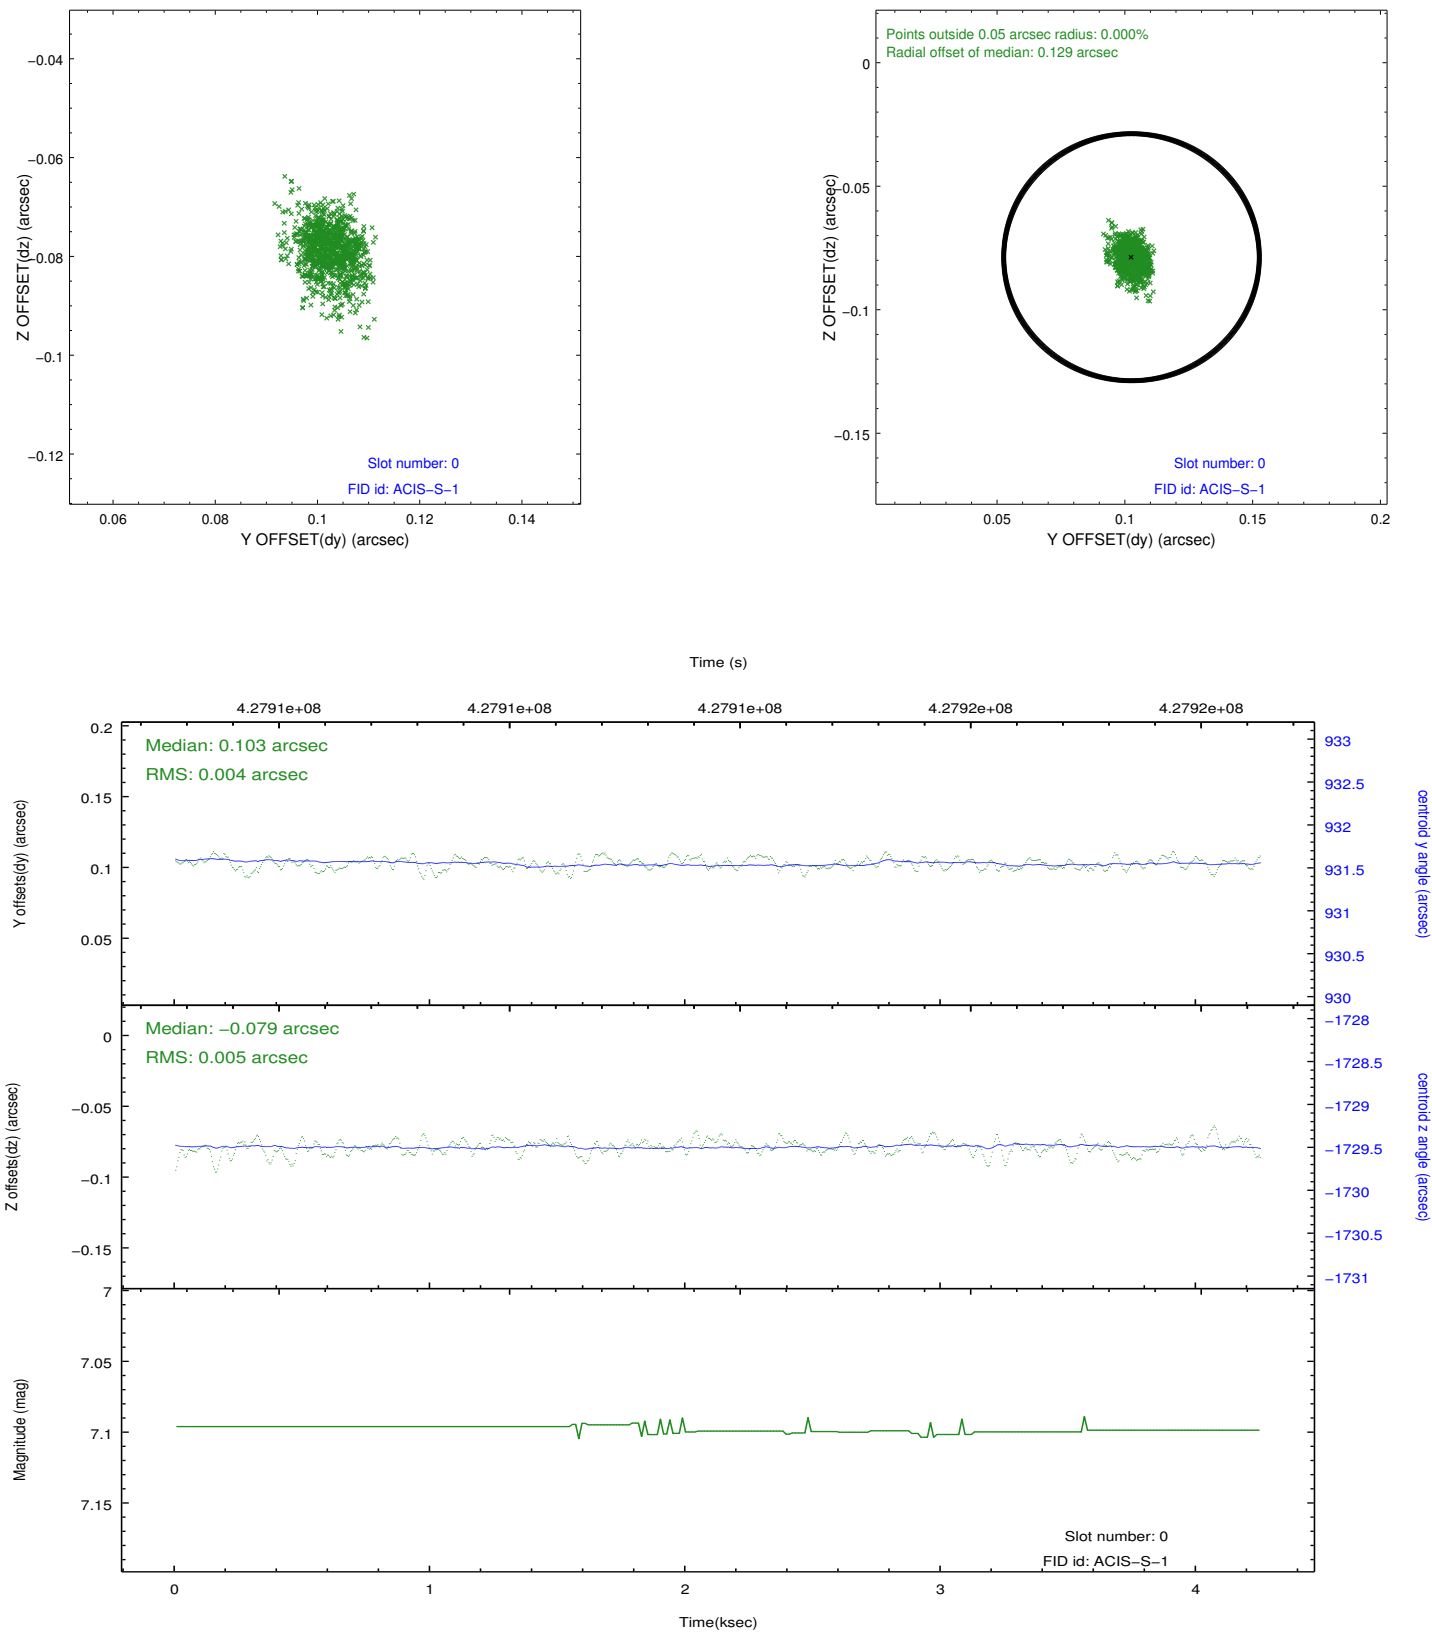 Points outside 0.05 arcsec radius: 0.000%
Radial offset of median: 0.129 arcsec
−0.04
−0.06
−0.08
−0.1
−0.12
Z OFFSET(dz) (arcsec)
Slot number: 0
FID id: ACIS−S−1
0.06 0.08 0.1 0.12 0.14
Y OFFSET(dy) (arcsec)
0
−0.05
−0.1
−0.15
Z OFFSET(dz) (arcsec)
Slot number: 0
FID id: ACIS−S−1
0.05 0.1 0.15 0.2
Y OFFSET(dy) (arcsec)
Time (s)
4.2791e+08 4.2791e+08 4.2791e+08 4.2792e+08 4.2792e+08
Median: 0.103 arcsec
RMS: 0.004 arcsec
0.2
0.15
0.1
0.05
Y offsets(dy) (arcsec)
933
932.5
932
931.5
931
930.5
930
centroid y angle (arcsec)
Median: −0.079 arcsec
RMS: 0.005 arcsec
0
−0.05
−0.1
−0.15
Z offsets(dz) (arcsec)
−1728
−1728.5
−1729
−1729.5
−1730
−1730.5
−1731
centroid z angle (arcsec)
7
7.05
7.1
7.15
Magnitude (mag)
Slot number: 0
FID id: ACIS−S−1
0 1 2 3 4
Time(ksec)